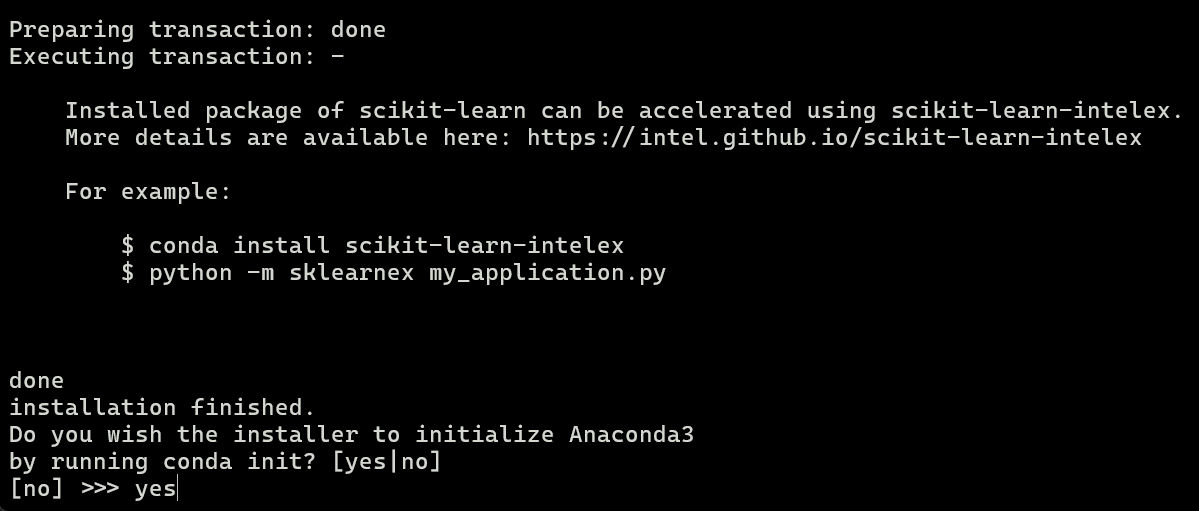 Preparing transaction: done
Executing transaction: -
Installed package of scikit-learn can be accelerated using scikit-learn-intelex.
More details are available here: https://intel.github.io/scikit-learn-intelex
For example:
$ conda install scikit-learn-intelex
$ python -m sklearnex my_application.py
done
installation finished.
Do you wish the installer to initialize Anaconda3
by running conda init? [yes|no]
[no] >>> yes